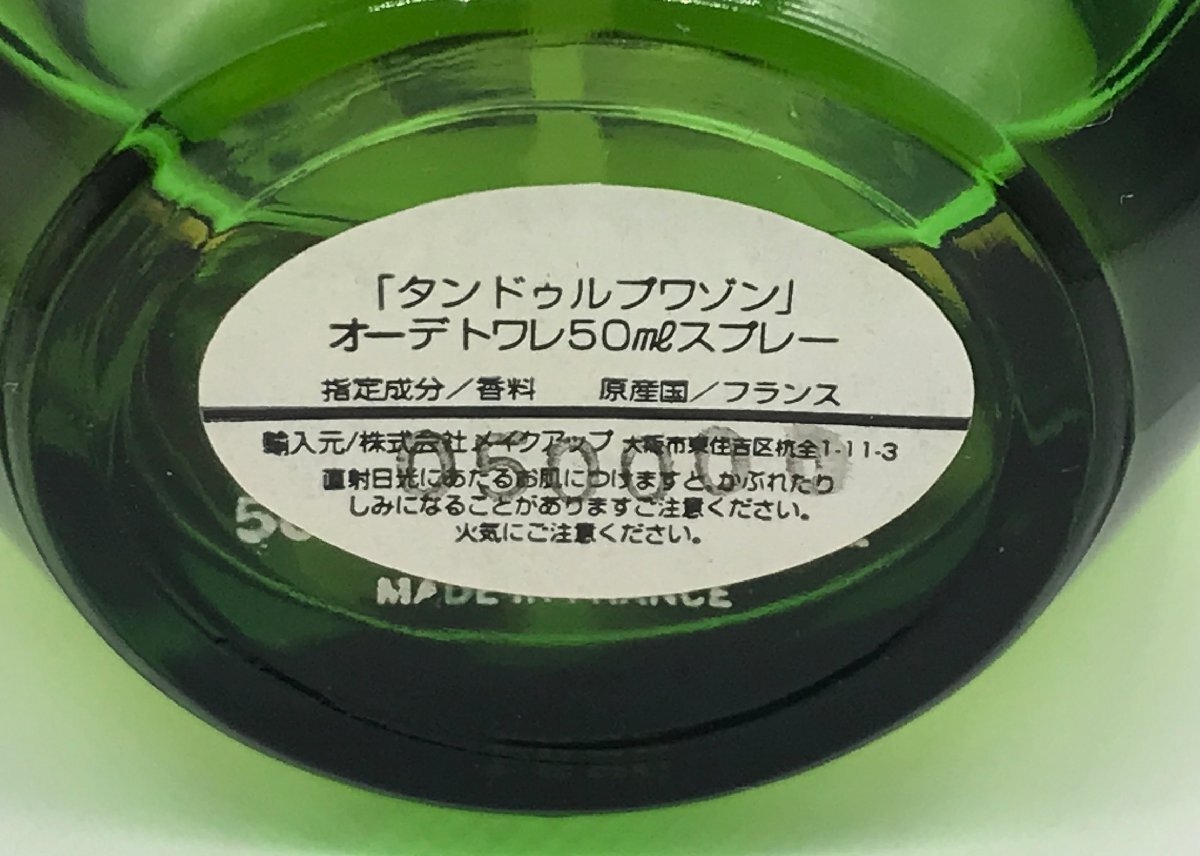 「タンドゥルプワゾン」
オーデトワレ50mlスプレー
指定成分/香料 原産国/フランス
輸入元/株式会社メイクアップ 大阪市東住吉区杭全1-11-3
直射日光にあたるお肌につけますと、かぶれたり
しみになることがありますご注意ください。
火気にご注意ください。
MADE IN FRANCE